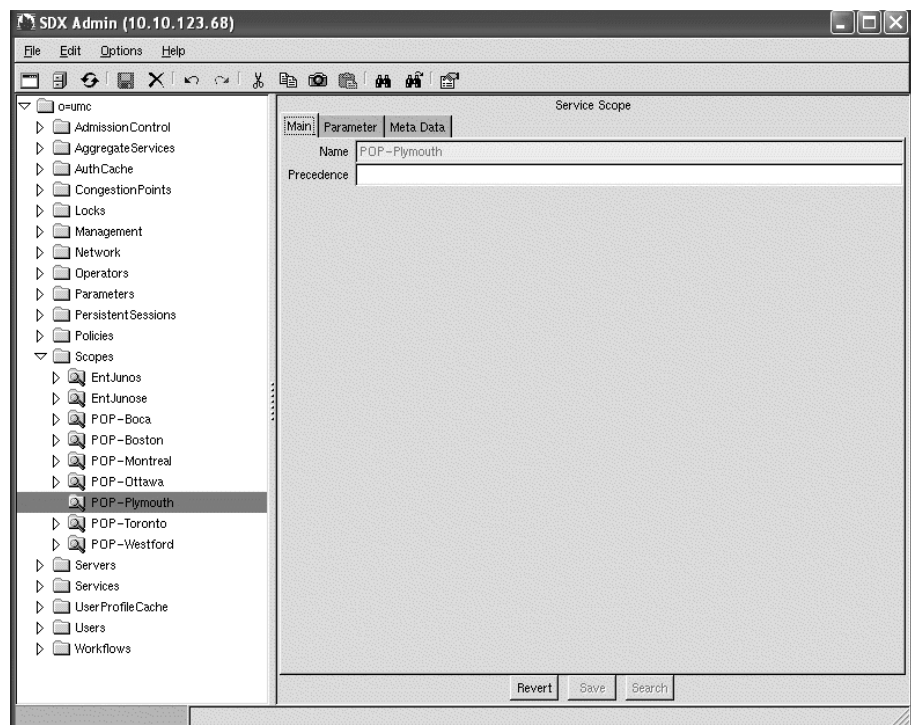 SDX Admin (10.10.123.68)
File Edit Options Help
o=umc
AdmissionControl
AggregateServices
AuthCache
CongestionPoints
Locks
Management
Network
Operators
Parameters
PersistentSessions
Policies
Scopes
EntJunos
EntJunose
POP-Boca
POP-Boston
POP-Montreal
POP-Ottawa
POP-Plymouth
POP-Toronto
POP-Westford
Servers
Services
UserProfileCache
Users
Workflows
Service Scope
Main Parameter Meta Data
Name POP-Plymouth
Precedence
Revert Save Search